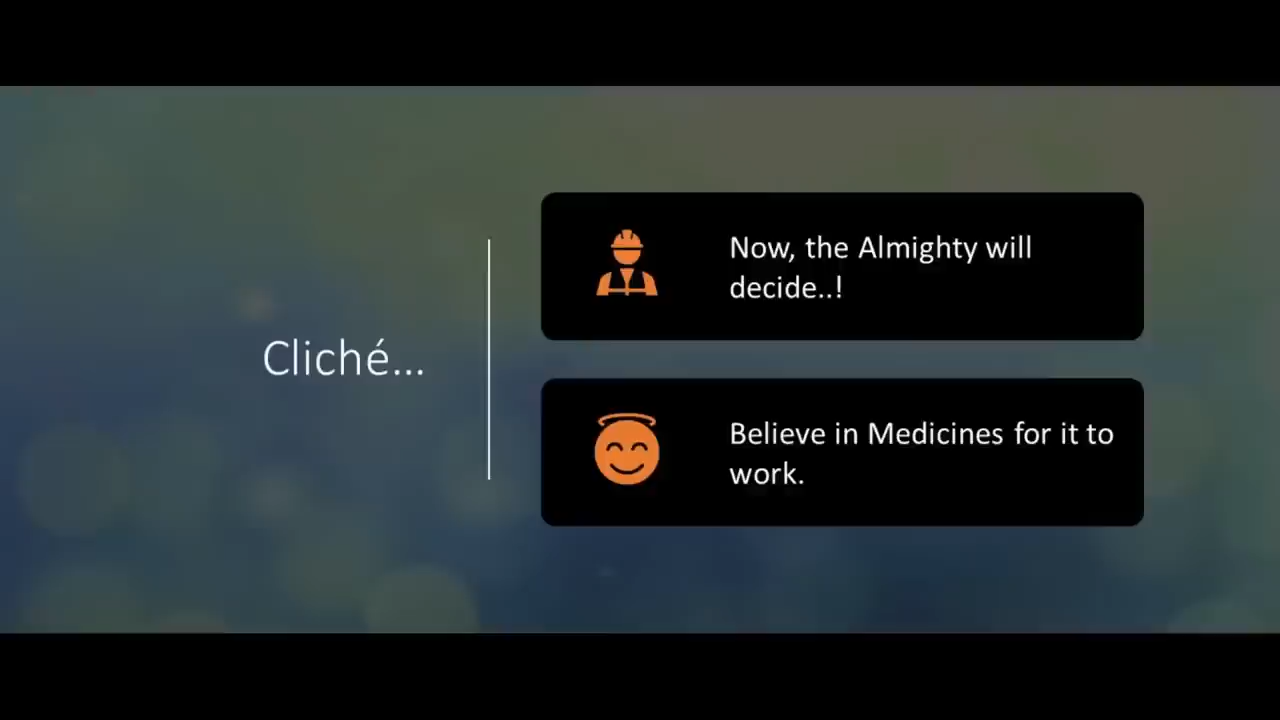 Cliché...
Now, the Almighty will
decide..!
Believe in Medicines for it to
work.